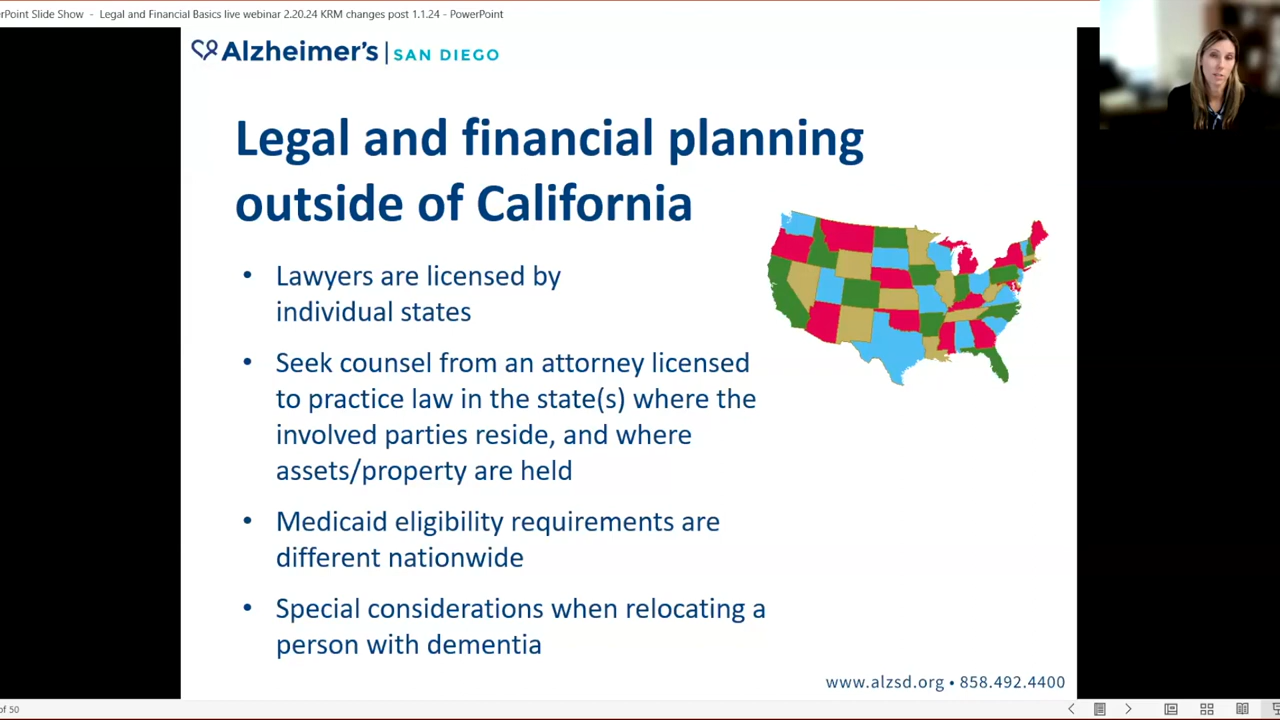 PowerPoint Slide Show - Legal and Financial Basics live webinar 2.20.24 KRM changes post 1.1.24 - PowerPoint
Alzheimer's | SAN DIEGO
Legal and financial planning
outside of California
• Lawyers are licensed by
individual states
• Seek counsel from an attorney licensed
to practice law in the state(s) where the
involved parties reside, and where
assets/property are held
• Medicaid eligibility requirements are
different nationwide
• Special considerations when relocating a
person with dementia
www.alzsd.org • 858.492.4400
of 50